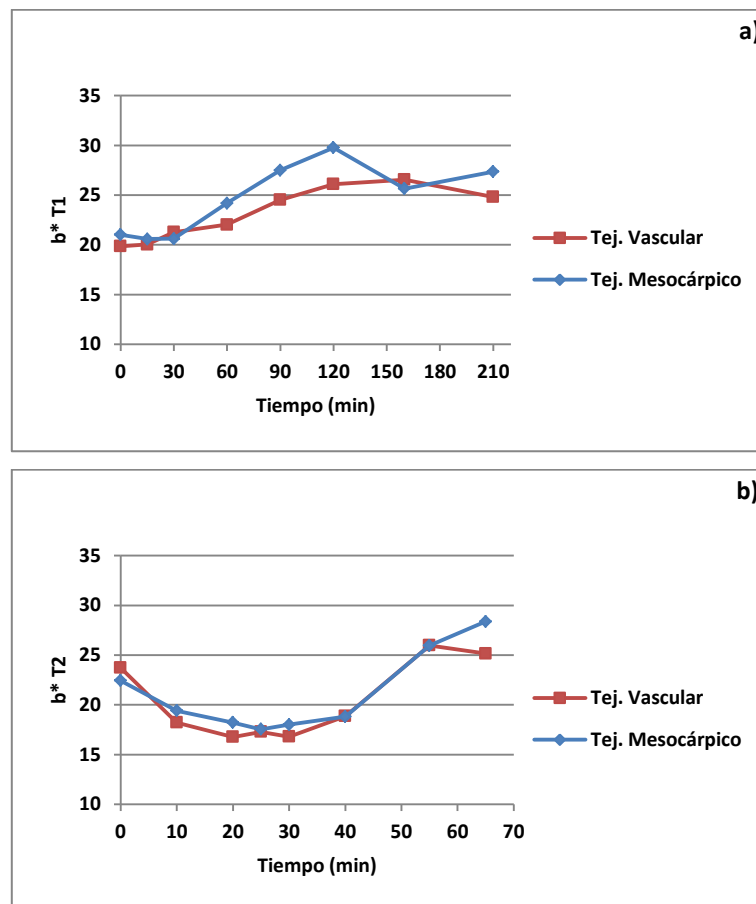 a)
35
30
25
20
15
10
b* T1
0 30 60 90 120 150 180 210
Tiempo (min)
Tej. Vascular
Tej. Mesocárpico
b)
35
30
25
20
15
10
b* T2
0 10 20 30 40 50 60 70
Tiempo (min)
Tej. Vascular
Tej. Mesocárpico